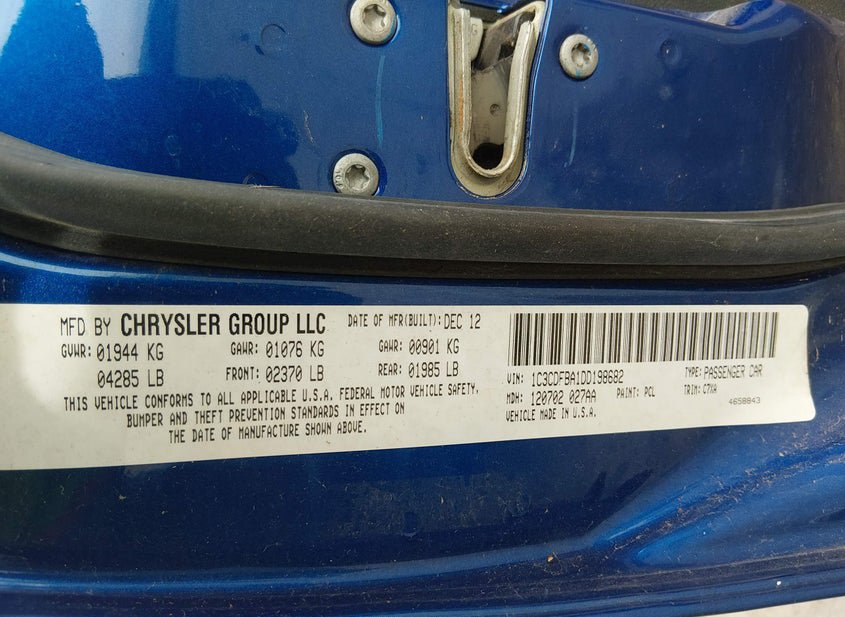 MFD BY CHRYSLER GROUP LLC DATE OF MFR(BUILT): DEC 12
GVWR: 01944 KG GAWR: 01076 KG GAWR: 00901 KG
04285 LB FRONT: 02370 LB REAR: 01985 LB
THIS VEHICLE CONFORMS TO ALL APPLICABLE U.S.A. FEDERAL MOTOR VEHICLE SAFETY,
BUMPER AND THEFT PREVENTION STANDARDS IN EFFECT ON
THE DATE OF MANUFACTURE SHOWN ABOVE.
VIN: 1C3CDFBA1DD198682 TYPE: PASSENGER CAR
MDH: 120702 027AA PAINT: PCL TRIM: C7XA
VEHICLE MADE IN U.S.A. 4658843